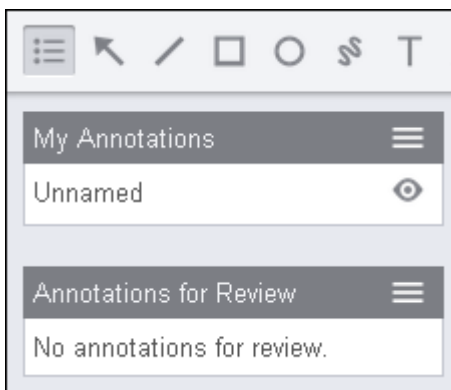 T
My Annotations
Unnamed
Annotations for Review
No annotations for review.